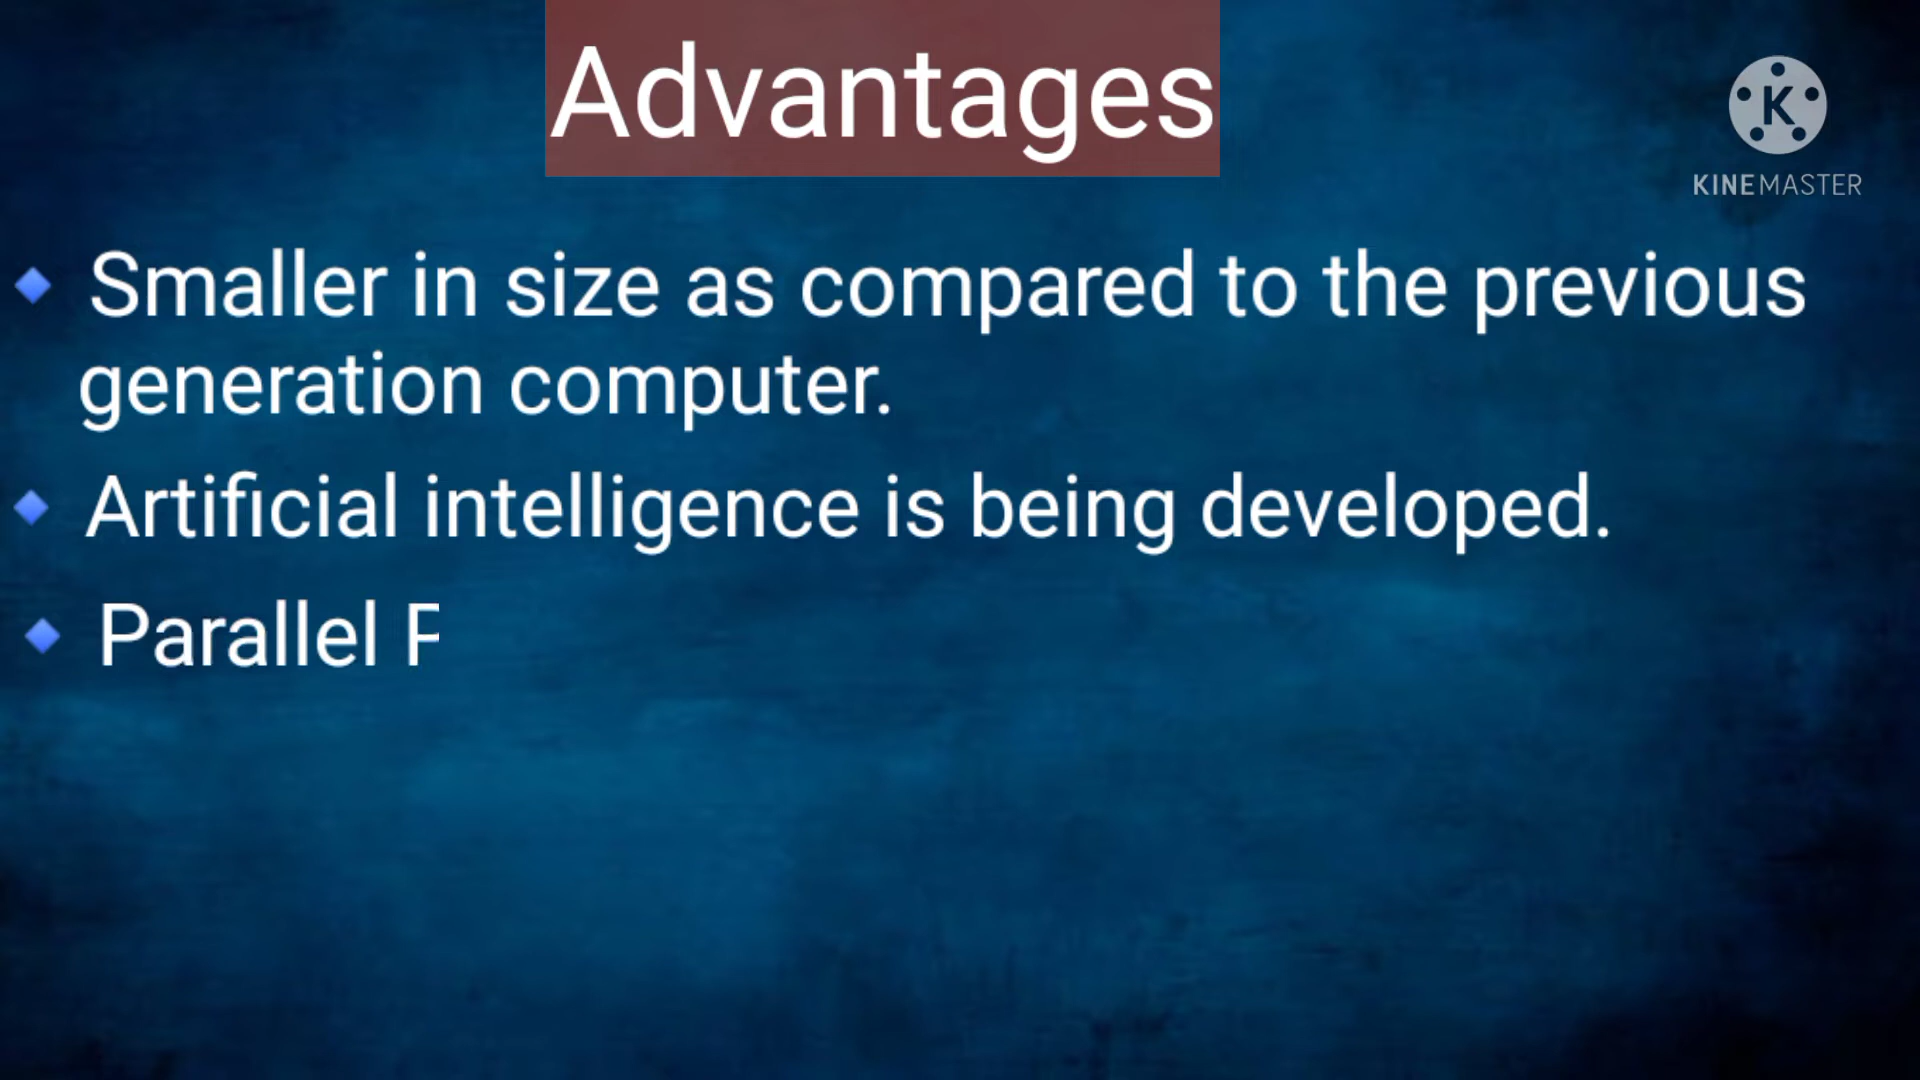 Advantages
KINEMASTER
Smaller in size as compared to the previous
generation computer.
Artificial intelligence is being developed.
Parallel